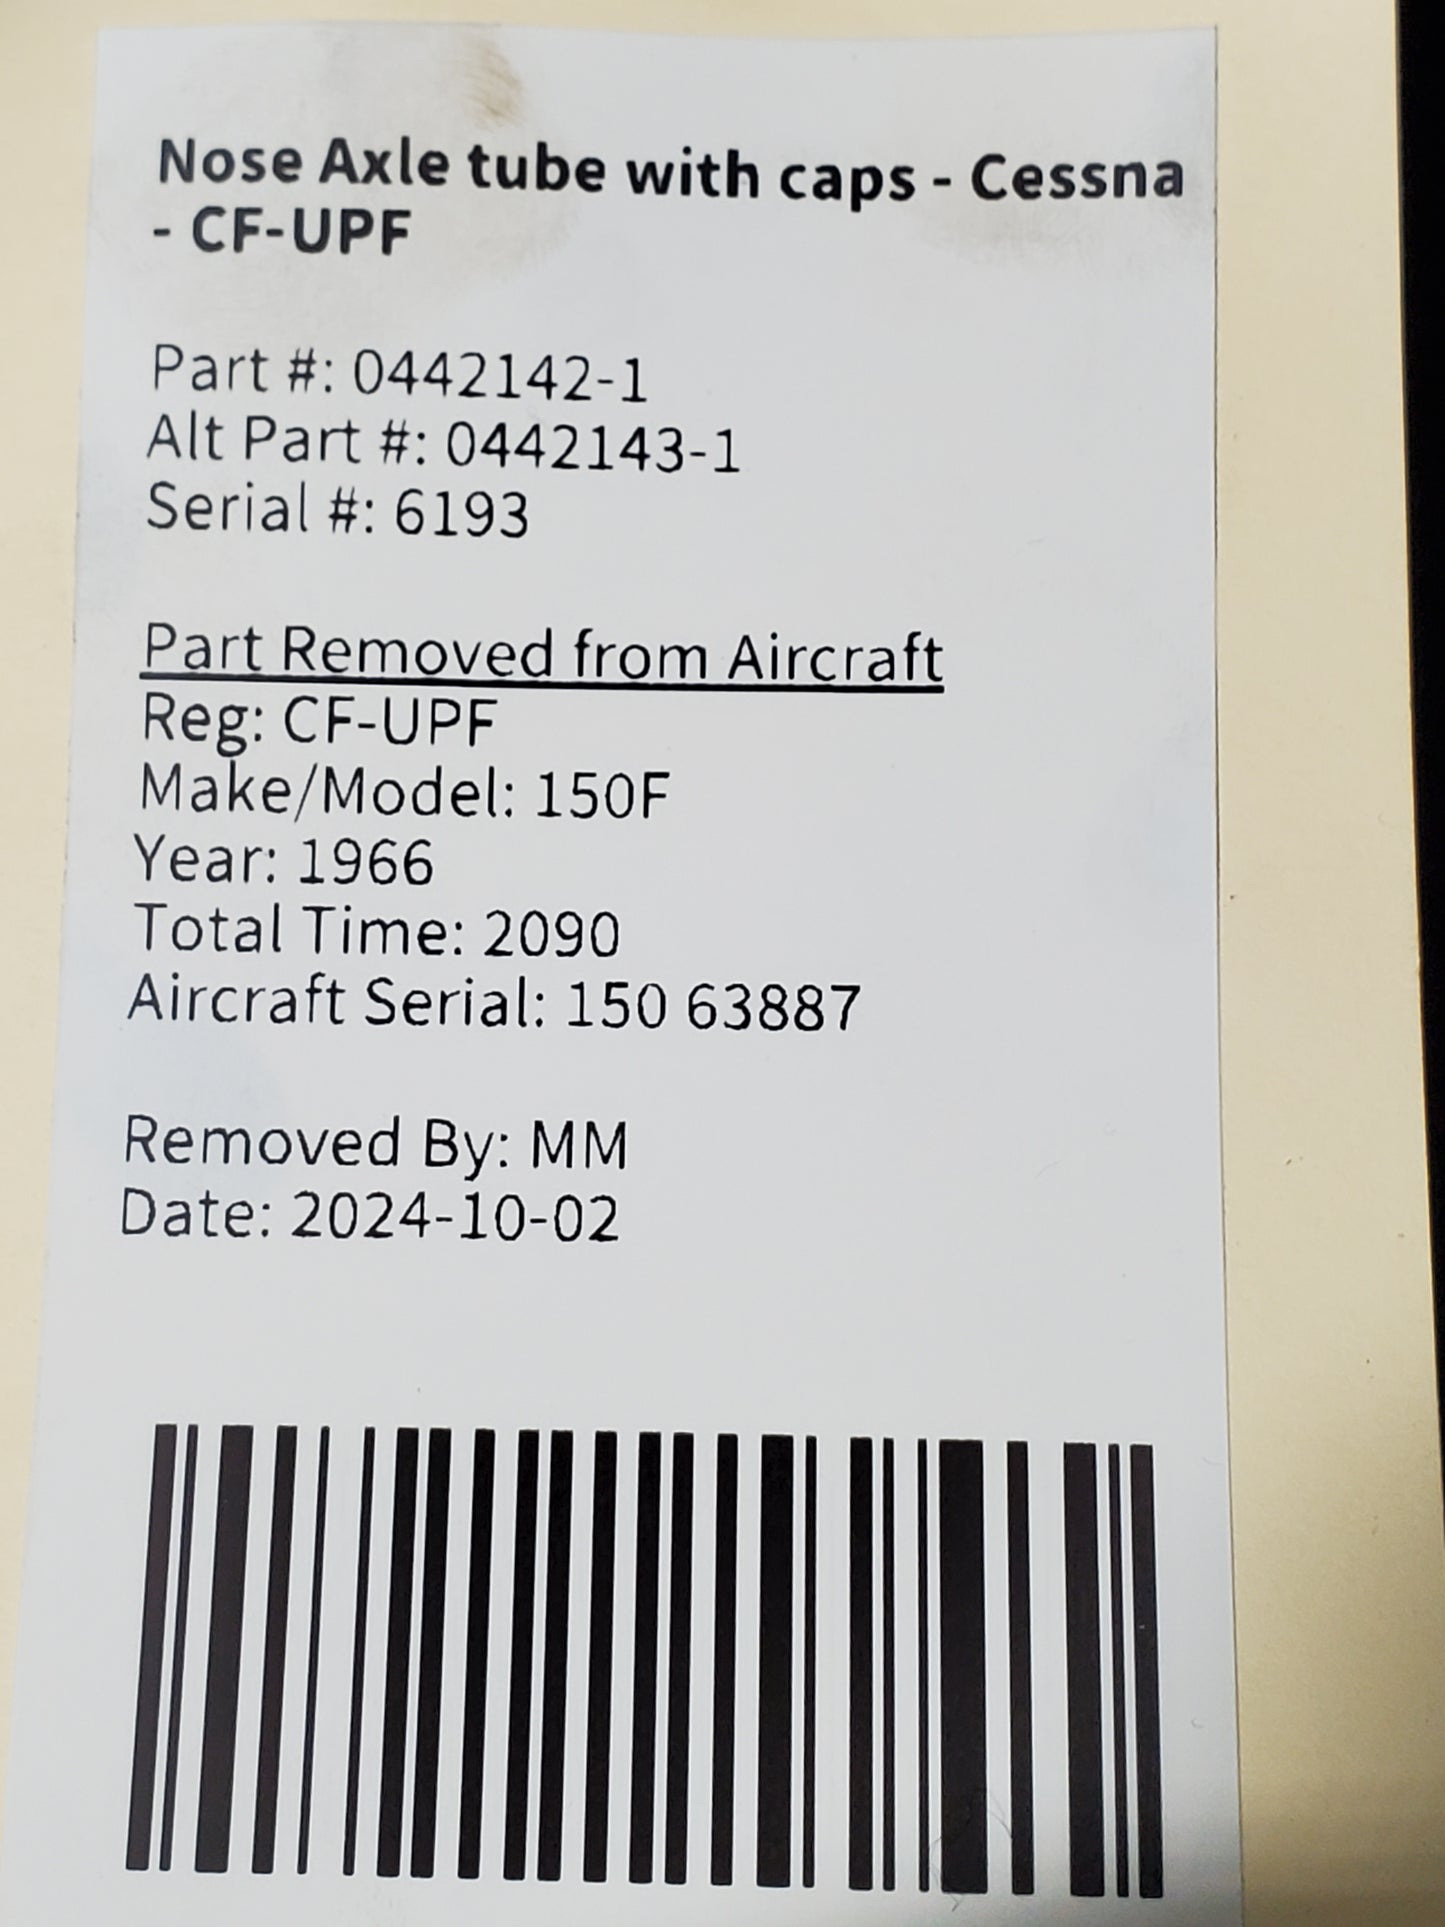 Nose Axle tube with caps - Cessna
- CF-UPF
Part #: 0442142-1
Alt Part #: 0442143-1
Serial #: 6193
Part Removed from Aircraft
Reg: CF-UPF
Make/Model: 150F
Year: 1966
Total Time: 2090
Aircraft Serial: 150 63887
Removed By: MM
Date: 2024-10-02